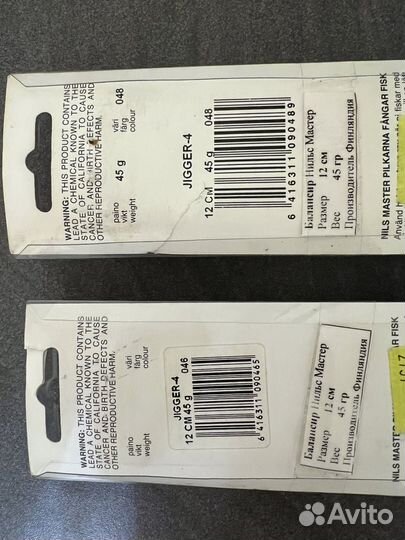 WARNING: THIS PRODUCT CONTAINS
LEAD A CHEMICAL KNOWN TO THE
STATE OF CALIFORNIA TO CAUSE
CANCER AND BIRTH DEFECTS AND
OTHER REPRODUCTIVE HARM.
paino väri
vikt färg
weight colour
45 g 048
JIGGER-4
12 CM 45 g 048
6 416311 090489
Балансир Нильс Мастер
Размер 12 см
Вес 45 гр
Производитель Финляндия
NILS MASTER PILKARNA FÅNGAR FISK
WARNING: THIS PRODUCT CONTAINS
LEAD A CHEMICAL KNOWN TO THE
STATE OF CALIFORNIA TO CAUSE
CANCER AND BIRTH DEFECTS AND
OTHER REPRODUCTIVE HARM.
paino väri
vikt färg
weight colour
JIGGER-4
12 CM 45 g 046
6 416311 090465
Балансир Нильс Мастер
Размер 12 см
Вес 45 гр
Производитель Финляндия
Avito